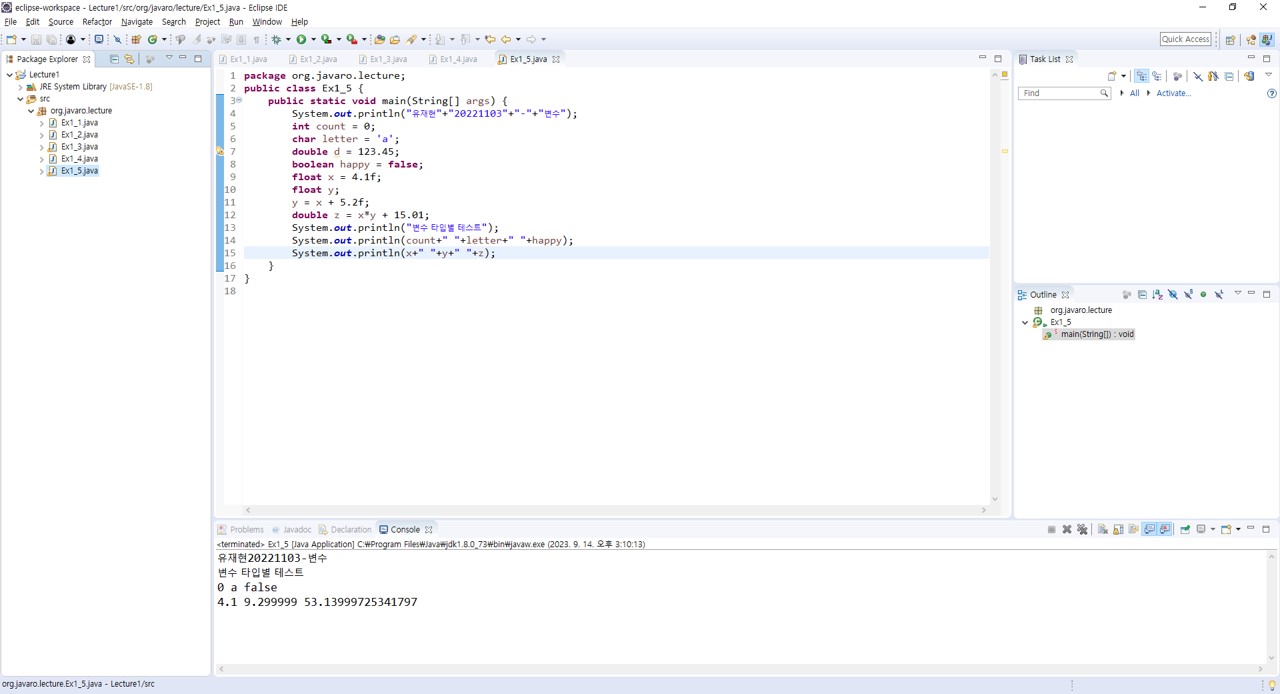 eclipse-workspace - Lecture1/src/org/javaro/lecture/Ex1_5.java - Eclipse IDE
File Edit Source Refactor Navigate Search Project Run Window Help
Quick Access
Package Explorer
Lecture1
JRE System Library [JavaSE-1.8]
src
org.javaro.lecture
Ex1_1.java
Ex1_2.java
Ex1_3.java
Ex1_4.java
Ex1_5.java
Ex1_1.java Ex1_2.java Ex1_3.java Ex1_4.java Ex1_5.java
1 package org.javaro.lecture;
2 public class Ex1_5 {
3 public static void main(String[] args) {
4 System.out.println("유재현"+"20221103"+"-"+"변수");
5 int count = 0;
6 char letter = 'a';
7 double d = 123.45;
8 boolean happy = false;
9 float x = 4.1f;
10 float y;
11 y = x + 5.2f;
12 double z = x*y + 15.01;
13 System.out.println("변수 타입별 테스트");
14 System.out.println(count+" "+letter+" "+happy);
15 System.out.println(x+" "+y+" "+z);
16 }
17 }
18
Task List
Find All Activate...
Outline
org.javaro.lecture
Ex1_5
main(String[]) : void
Problems Javadoc Declaration Console
<terminated> Ex1_5 [Java Application] C:₩Program Files₩Java₩jdk1.8.0_73₩bin₩javaw.exe (2023. 9. 14. 오후 3:10:13)
유재현20221103-변수
변수 타입별 테스트
0 a false
4.1 9.299999 53.13999725341797
org.javaro.lecture.Ex1_5.java - Lecture1/src